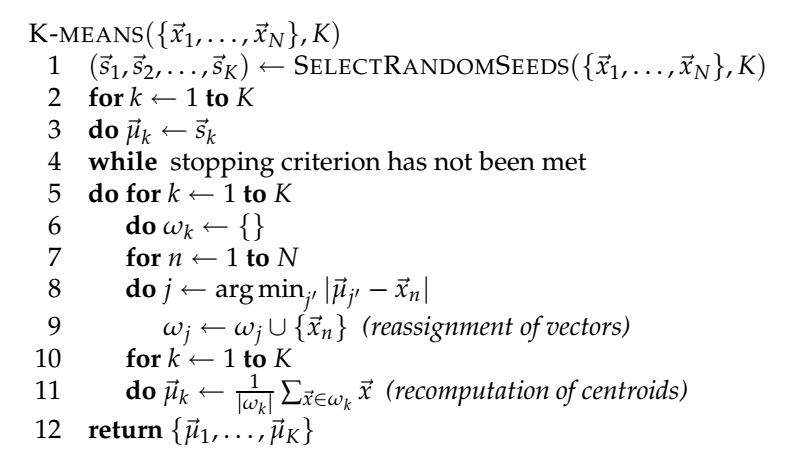 K-MEANS({x⃗₁, . . . , x⃗_N}, K)
1 (s⃗₁, s⃗₂, . . . , s⃗_K) ← SELECTRANDOMSEEDS({x⃗₁, . . . , x⃗_N}, K)
2 for k ← 1 to K
3 do μ⃗_k ← s⃗_k
4 while stopping criterion has not been met
5 do for k ← 1 to K
6 do ω_k ← {}
7 for n ← 1 to N
8 do j ← arg min_j′ |μ⃗_j′ − x⃗_n|
9 ω_j ← ω_j ∪ {x⃗_n} (reassignment of vectors)
10 for k ← 1 to K
11 do μ⃗_k ← 1/|ω_k| ∑_x⃗∈ω_k x⃗ (recomputation of centroids)
12 return {μ⃗₁, . . . , μ⃗_K}